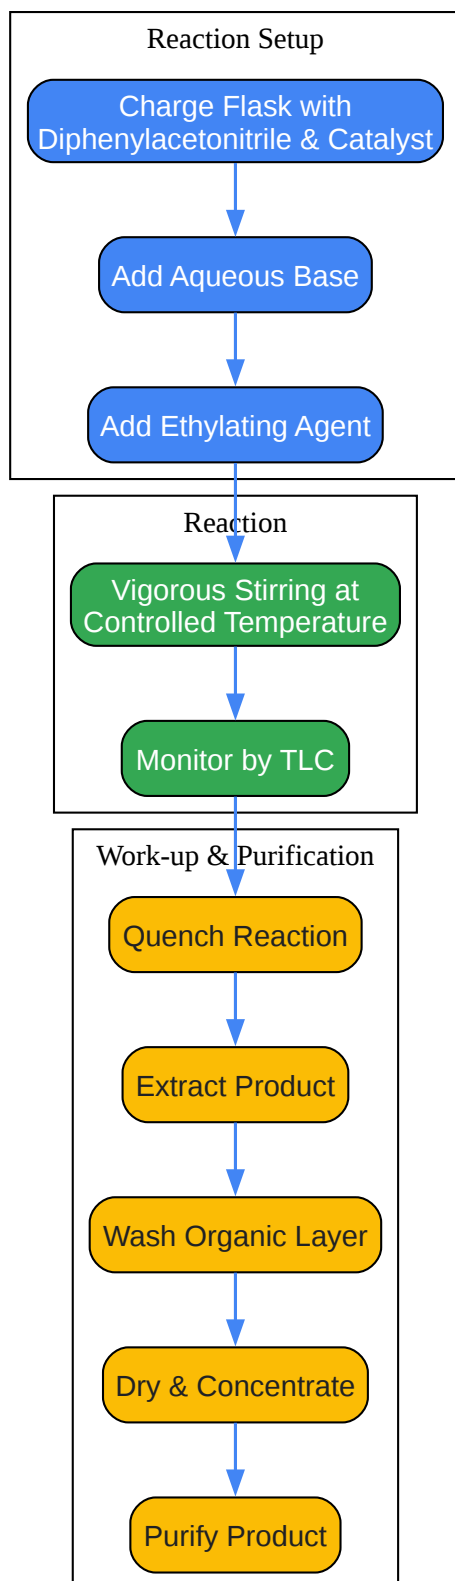 Reaction Setup
Charge Flask with
Diphenylacetonitrile & Catalyst
Add Aqueous Base
Add Ethylating Agent
Reaction
Vigorous Stirring at
Controlled Temperature
Monitor by TLC
Work-up & Purification
Quench Reaction
Extract Product
Wash Organic Layer
Dry & Concentrate
Purify Product